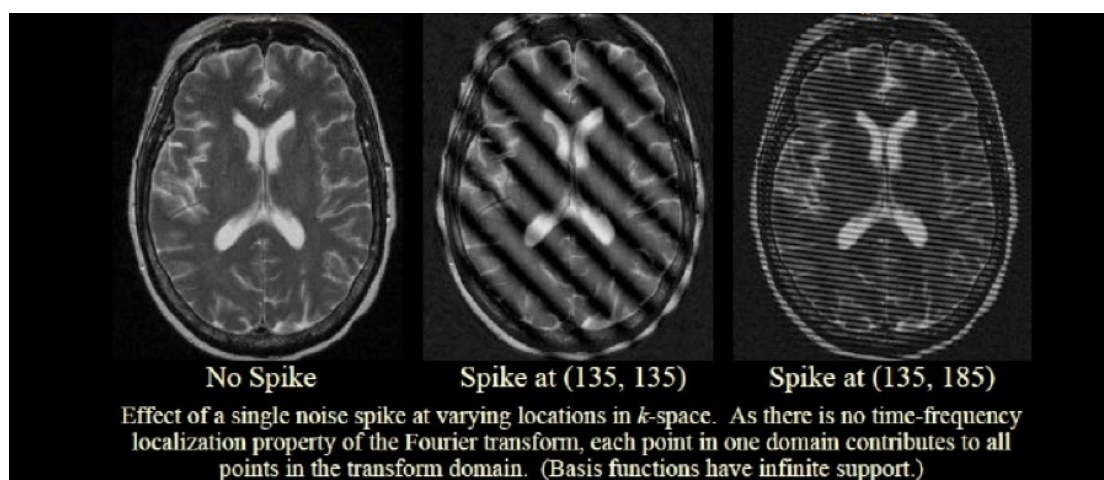 No Spike
Spike at (135, 135)
Spike at (135, 185)
Effect of a single noise spike at varying locations in k-space. As there is no time-frequency
localization property of the Fourier transform, each point in one domain contributes to all
points in the transform domain. (Basis functions have infinite support.)